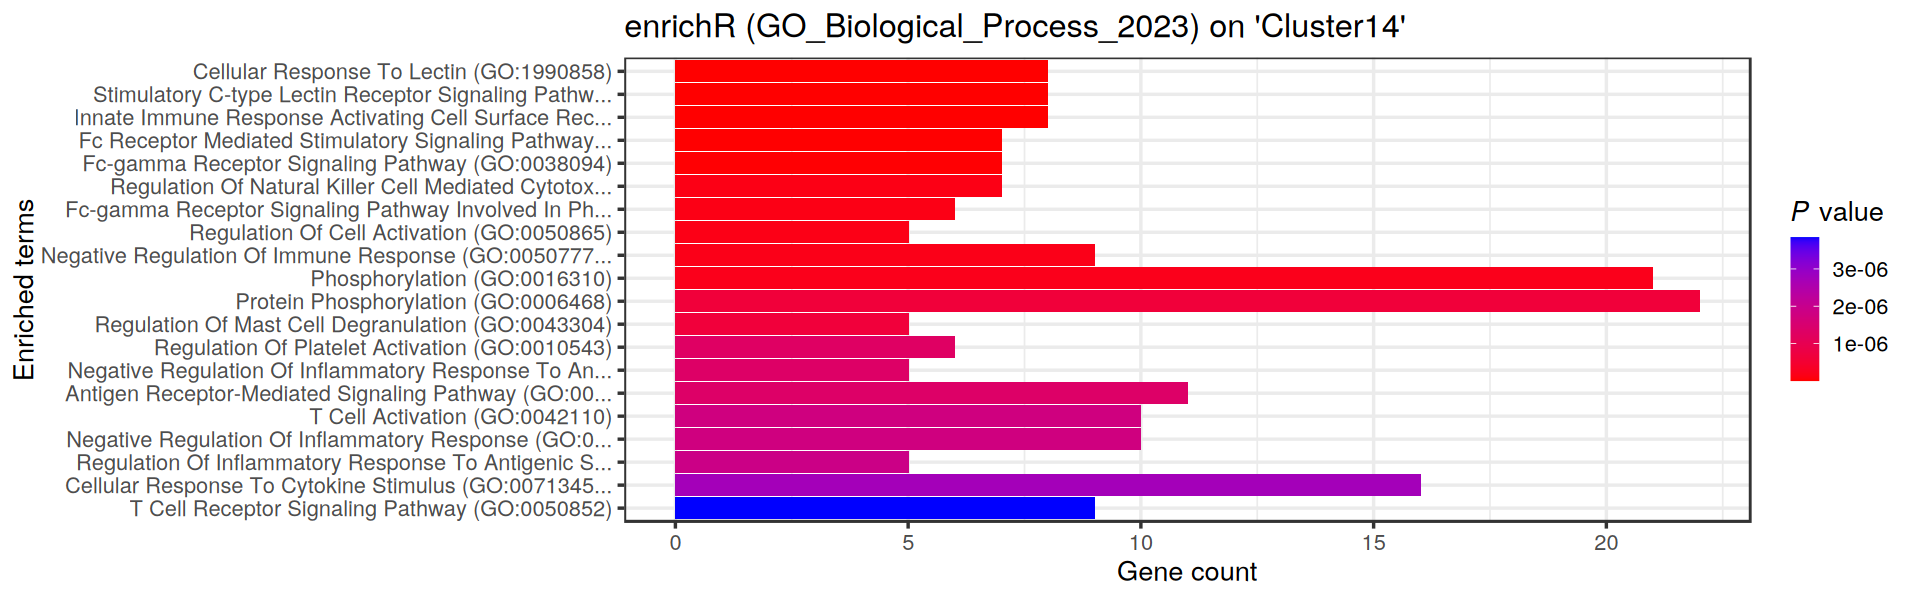 enrichR (GO_Biological_Process_2023) on 'Cluster14'
Cellular Response To Lectin (GO:1990858)
Stimulatory C-type Lectin Receptor Signaling Pathw...
Innate Immune Response Activating Cell Surface Rec...
Fc Receptor Mediated Stimulatory Signaling Pathway...
Fc-gamma Receptor Signaling Pathway (GO:0038094)
Regulation Of Natural Killer Cell Mediated Cytotox...
Fc-gamma Receptor Signaling Pathway Involved In Ph...
Regulation Of Cell Activation (GO:0050865)
Negative Regulation Of Immune Response (GO:0050777...
Phosphorylation (GO:0016310)
Protein Phosphorylation (GO:0006468)
Regulation Of Mast Cell Degranulation (GO:0043304)
Regulation Of Platelet Activation (GO:0010543)
Negative Regulation Of Inflammatory Response To An...
Antigen Receptor-Mediated Signaling Pathway (GO:00...
T Cell Activation (GO:0042110)
Negative Regulation Of Inflammatory Response (GO:0...
Regulation Of Inflammatory Response To Antigenic S...
Cellular Response To Cytokine Stimulus (GO:0071345...
T Cell Receptor Signaling Pathway (GO:0050852)
Enriched terms
0 5 10 15 20
Gene count
P value
3e-06
2e-06
1e-06